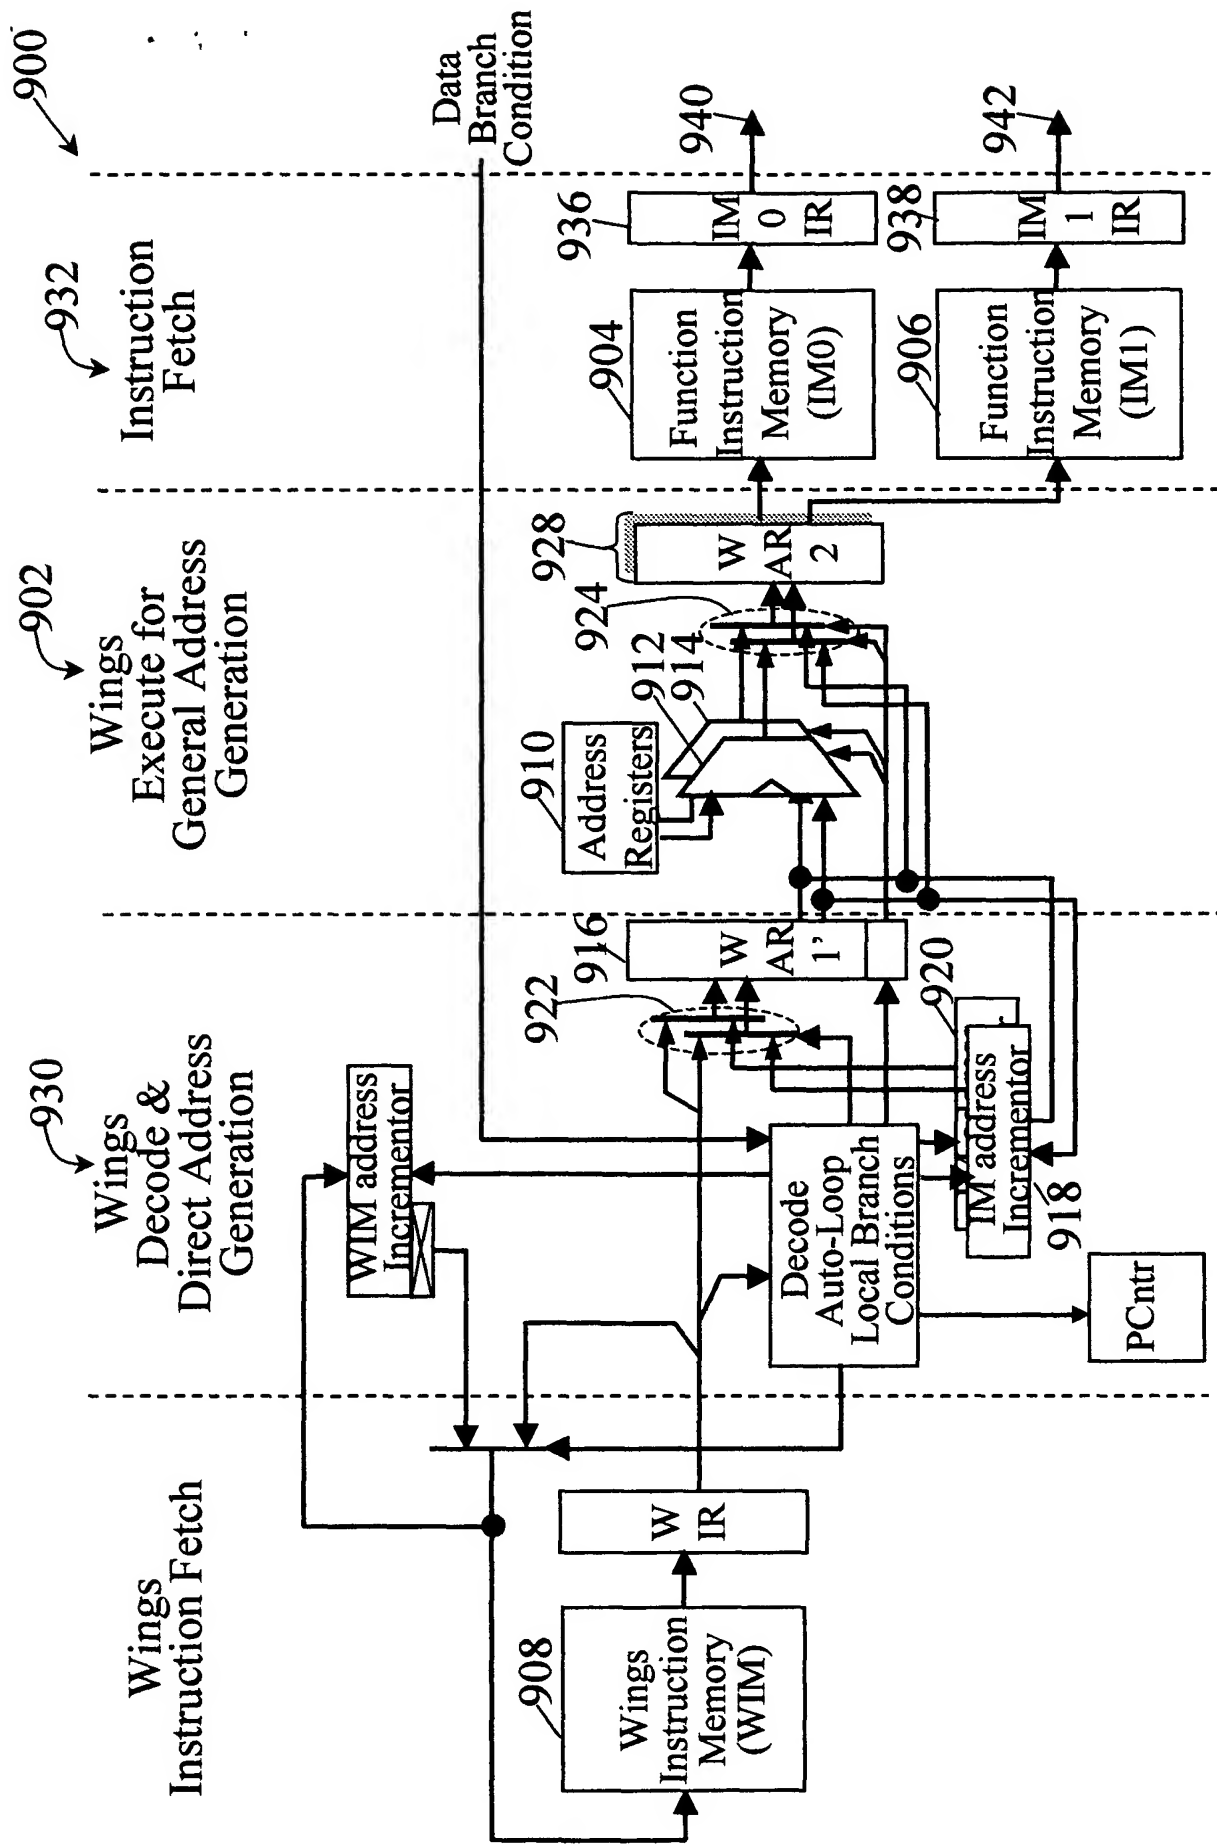 900
Wings
Instruction Fetch
930
Wings
Decode &
Direct Address
Generation
902
Wings
Execute for
General Address
Generation
932
Instruction
Fetch
Data
Branch
Condition
WIM address
Incrementor
908
Wings
Instruction
Memory
(WIM)
W
IR
Decode
Auto-Loop
Local Branch
Conditions
PCntr
IM address
Incrementor
918
920
922
916
W
AR
1'
910
Address
Registers
912
914
924
928
W
AR
2
904
Function
Instruction
Memory
(IM0)
906
Function
Instruction
Memory
(IM1)
936
IM
0
IR
938
IM
1
IR
940
942